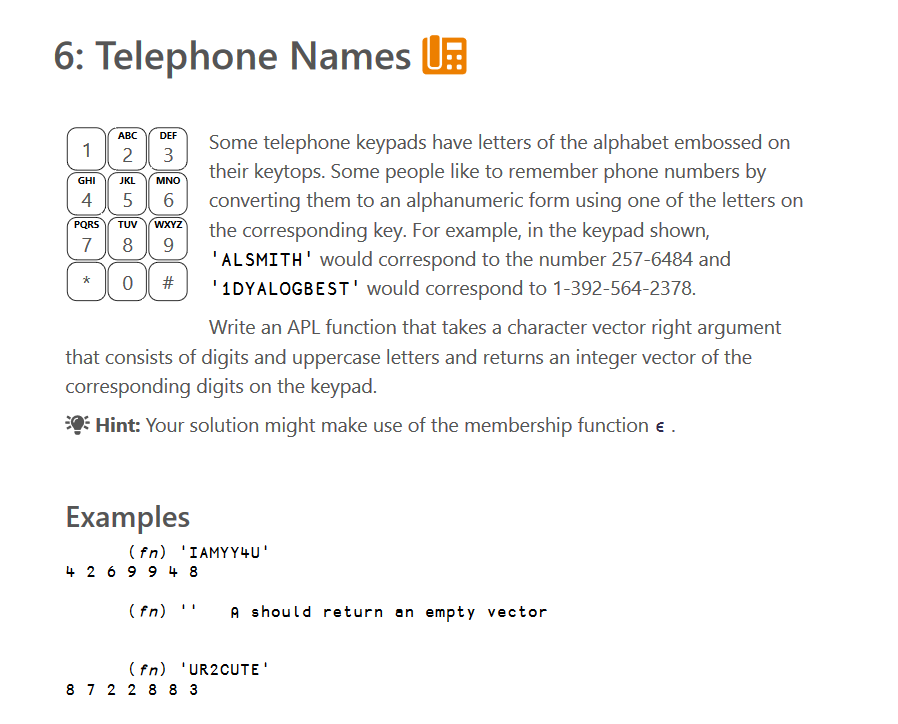 6: Telephone Names
1
ABC
2
DEF
3
GHI
4
JKL
5
MNO
6
PQRS
7
TUV
8
WXYZ
9
*
0
#
Some telephone keypads have letters of the alphabet embossed on
their keytops. Some people like to remember phone numbers by
converting them to an alphanumeric form using one of the letters on
the corresponding key. For example, in the keypad shown,
'ALSMITH' would correspond to the number 257-6484 and
'1DYALOGBEST' would correspond to 1-392-564-2378.
Write an APL function that takes a character vector right argument
that consists of digits and uppercase letters and returns an integer vector of the
corresponding digits on the keypad.
Hint: Your solution might make use of the membership function ∊ .
Examples
(fn) 'IAMYY4U'
4 2 6 9 9 4 8
(fn) '' ⍝ should return an empty vector
(fn) 'UR2CUTE'
8 7 2 2 8 8 3